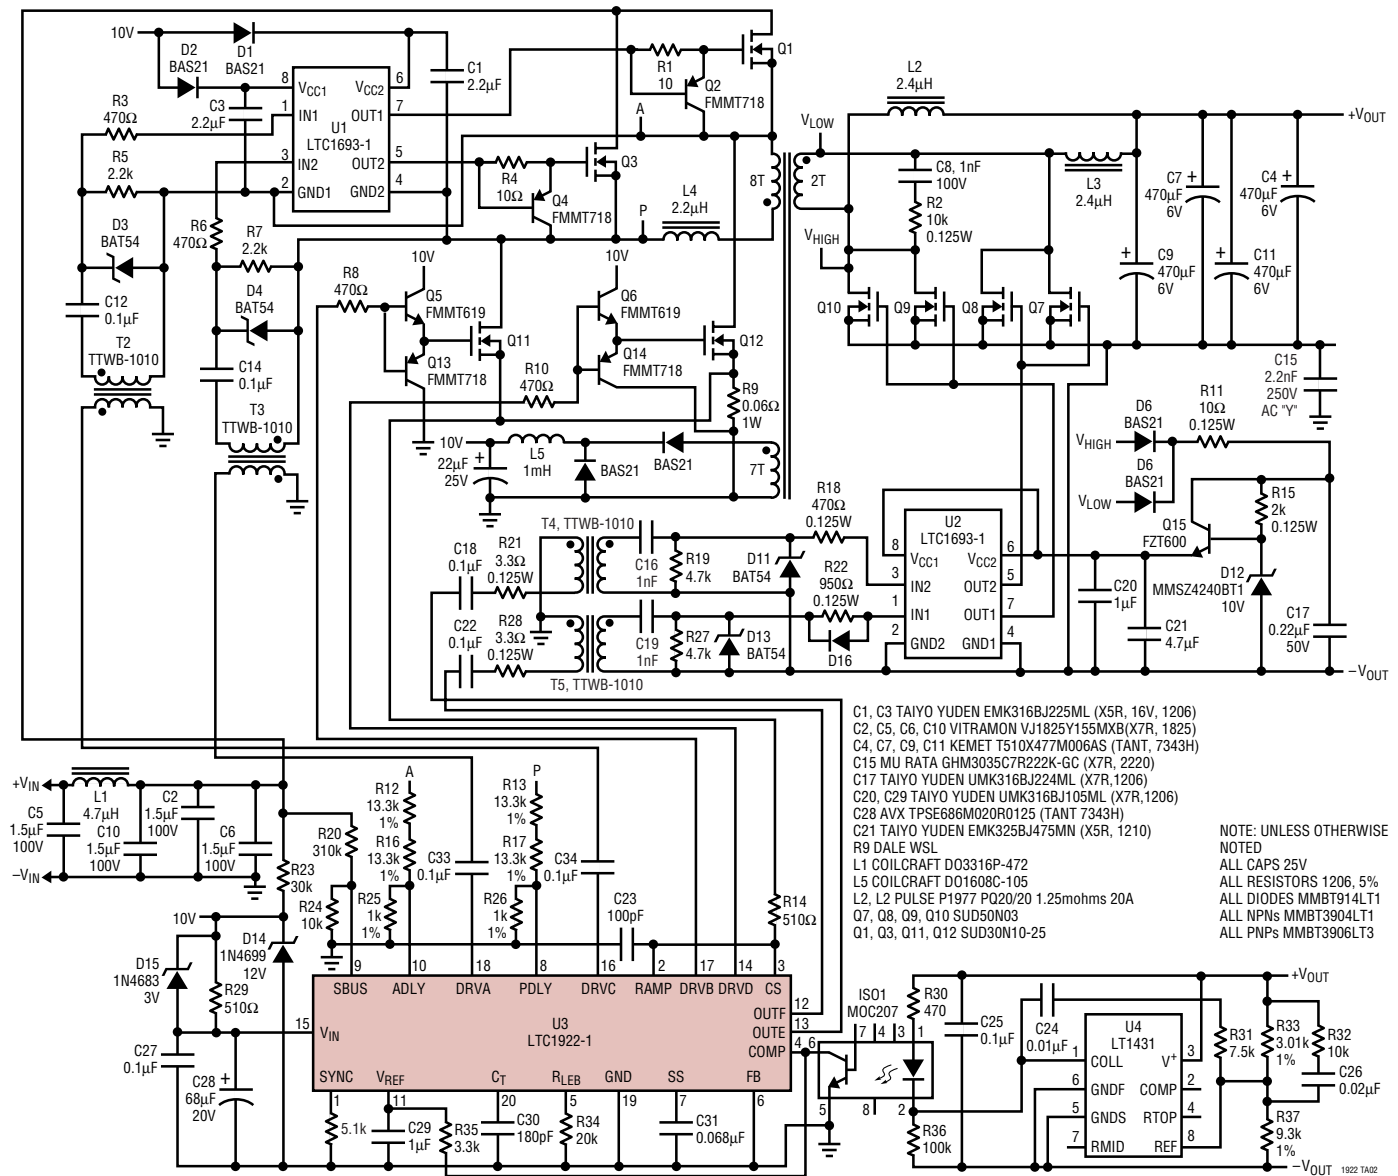 10V
D2
BAS21
D1
BAS21
R3
470Ω
C3
2.2µF
8
VCC1
VCC2
6
1
IN1
OUT1
7
U1
LTC1693-1
3
IN2
OUT2
5
2
GND1
GND2
4
C1
2.2µF
R1
10
Q2
FMMT718
Q1
A
R5
2.2k
D3
BAT54
C12
0.1µF
T2
TTWB-1010
R6
470Ω
R7
2.2k
D4
BAT54
C14
0.1µF
T3
TTWB-1010
R4
10Ω
Q4
FMMT718
Q3
P
L4
2.2µH
8T
2T
VLOW
L2
2.4µH
+VOUT
C8, 1nF
100V
R2
10k
0.125W
L3
2.4µH
C7
470µF
6V
C4
470µF
6V
C9
470µF
6V
C11
470µF
6V
VHIGH
Q10
Q9
Q8
Q7
C15
2.2nF
250V
AC "Y"
R8
470Ω
10V
Q5
FMMT619
Q13
FMMT718
Q11
10V
Q6
FMMT619
Q14
FMMT718
Q12
R10
470Ω
R9
0.06Ω
1W
10V
22µF
25V
L5
1mH
BAS21
BAS21
7T
VHIGH
D6
BAS21
R11
10Ω
0.125W
VLOW
D6
BAS21
Q15
FZT600
R15
2k
0.125W
D12
MMSZ4240BT1
10V
C17
0.22µF
50V
C20
1µF
C21
4.7µF
−VOUT
C18
0.1µF
R21
3.3Ω
0.125W
T4, TTWB-1010
C16
1nF
R19
4.7k
D11
BAT54
R18
470Ω
0.125W
R22
950Ω
0.125W
D16
U2
LTC1693-1
8
VCC1
VCC2
6
3
IN2
OUT2
5
1
IN1
OUT1
7
2
GND2
GND1
4
C22
0.1µF
R28
3.3Ω
0.125W
T5, TTWB-1010
C19
1nF
R27
4.7k
D13
BAT54
C1, C3 TAIYO YUDEN EMK316BJ225ML (X5R, 16V, 1206)
C2, C5, C6, C10 VITRAMON VJ1825Y155MXB(X7R, 1825)
C4, C7, C9, C11 KEMET T510X477M006AS (TANT, 7343H)
C15 MU RATA GHM3035C7R222K-GC (X7R, 2220)
C17 TAIYO YUDEN UMK316BJ224ML (X7R,1206)
C20, C29 TAIYO YUDEN UMK316BJ105ML (X7R,1206)
C28 AVX TPSE686M020R0125 (TANT 7343H)
C21 TAIYO YUDEN EMK325BJ475MN (X5R, 1210)
R9 DALE WSL
L1 COILCRAFT DO3316P-472
L5 COILCRAFT DO1608C-105
L2, L2 PULSE P1977 PQ20/20 1.25mohms 20A
Q7, Q8, Q9, Q10 SUD50N03
Q1, Q3, Q11, Q12 SUD30N10-25
NOTE: UNLESS OTHERWISE
NOTED
ALL CAPS 25V
ALL RESISTORS 1206, 5%
ALL DIODES MMBT914LT1
ALL NPNs MMBT3904LT1
ALL PNPs MMBT3906LT3
+VIN
L1
4.7µH
C5
1.5µF
100V
C10
1.5µF
100V
C2
1.5µF
100V
C6
1.5µF
100V
−VIN
R20
310k
R23
30k
R24
10k
A
R12
13.3k
1%
R16
13.3k
1%
R25
1k
1%
C33
0.1µF
P
R13
13.3k
1%
R17
13.3k
1%
R26
1k
1%
C34
0.1µF
C23
100pF
R14
510Ω
10V
D15
1N4683
3V
R29
510Ω
D14
1N4699
12V
C27
0.1µF
C28
68µF
20V
9
10
18
8
16
2
17
14
3
SBUS
ADLY
DRVA
PDLY
DRVC
RAMP
DRVB
DRVD
CS
OUTF
12
OUTE
13
COMP
4
15
VIN
U3
LTC1922-1
SYNC
VREF
CT
RLEB
GND
SS
FB
1
11
20
5
19
7
6
5.1k
C29
1µF
R35
3.3k
C30
180pF
R34
20k
C31
0.068µF
ISO1
MOC207
6
7
4
3
1
5
8
2
R30
470
R36
100k
C25
0.1µF
C24
0.01µF
U4
LT1431
1
COLL
V+
3
6
GNDF
COMP
2
5
GNDS
RTOP
4
7
RMID
REF
8
R31
7.5k
+VOUT
R33
3.01k
1%
R32
10k
C26
0.02µF
R37
9.3k
1%
−VOUT
1922 TA02